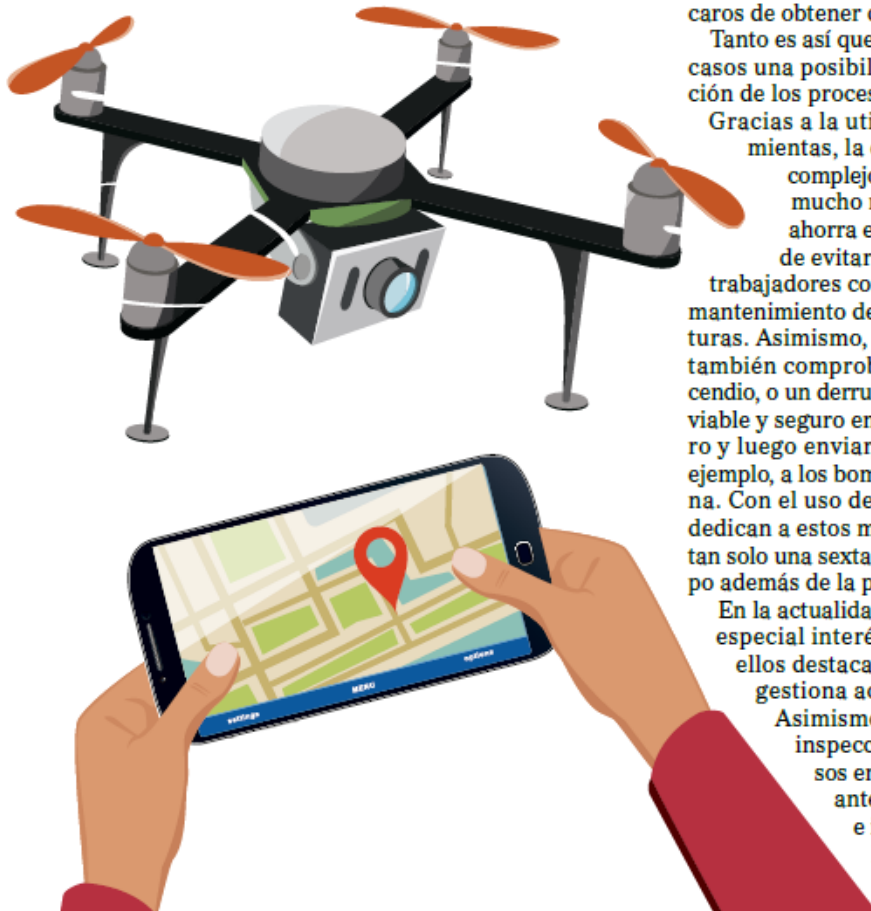 caros de obtener
Tanto es así que
casos una posibil
ción de los proces
Gracias a la uti
mientas, la
complejo
mucho
ahorra e
de evitar
trabajadores co
mantenimiento de
turas. Asimismo,
también comprob
cendio, o un derru
viable y seguro en
ro y luego enviar
ejemplo, a los bom
na. Con el uso de
dedican a estos m
tan solo una sexta
po además de la p
En la actualida
especial interé
ellos destaca
gestiona ac
Asimismo
inspecc
sos en
ante
e
settings
MENU
options